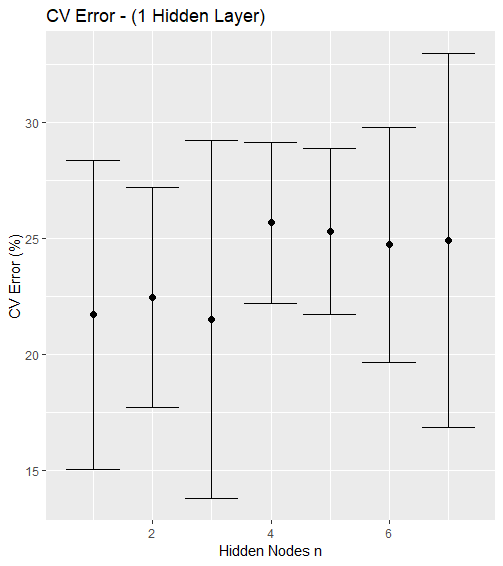 CV Error - (1 Hidden Layer)
CV Error (%)
30
25
20
15
2
4
6
Hidden Nodes n